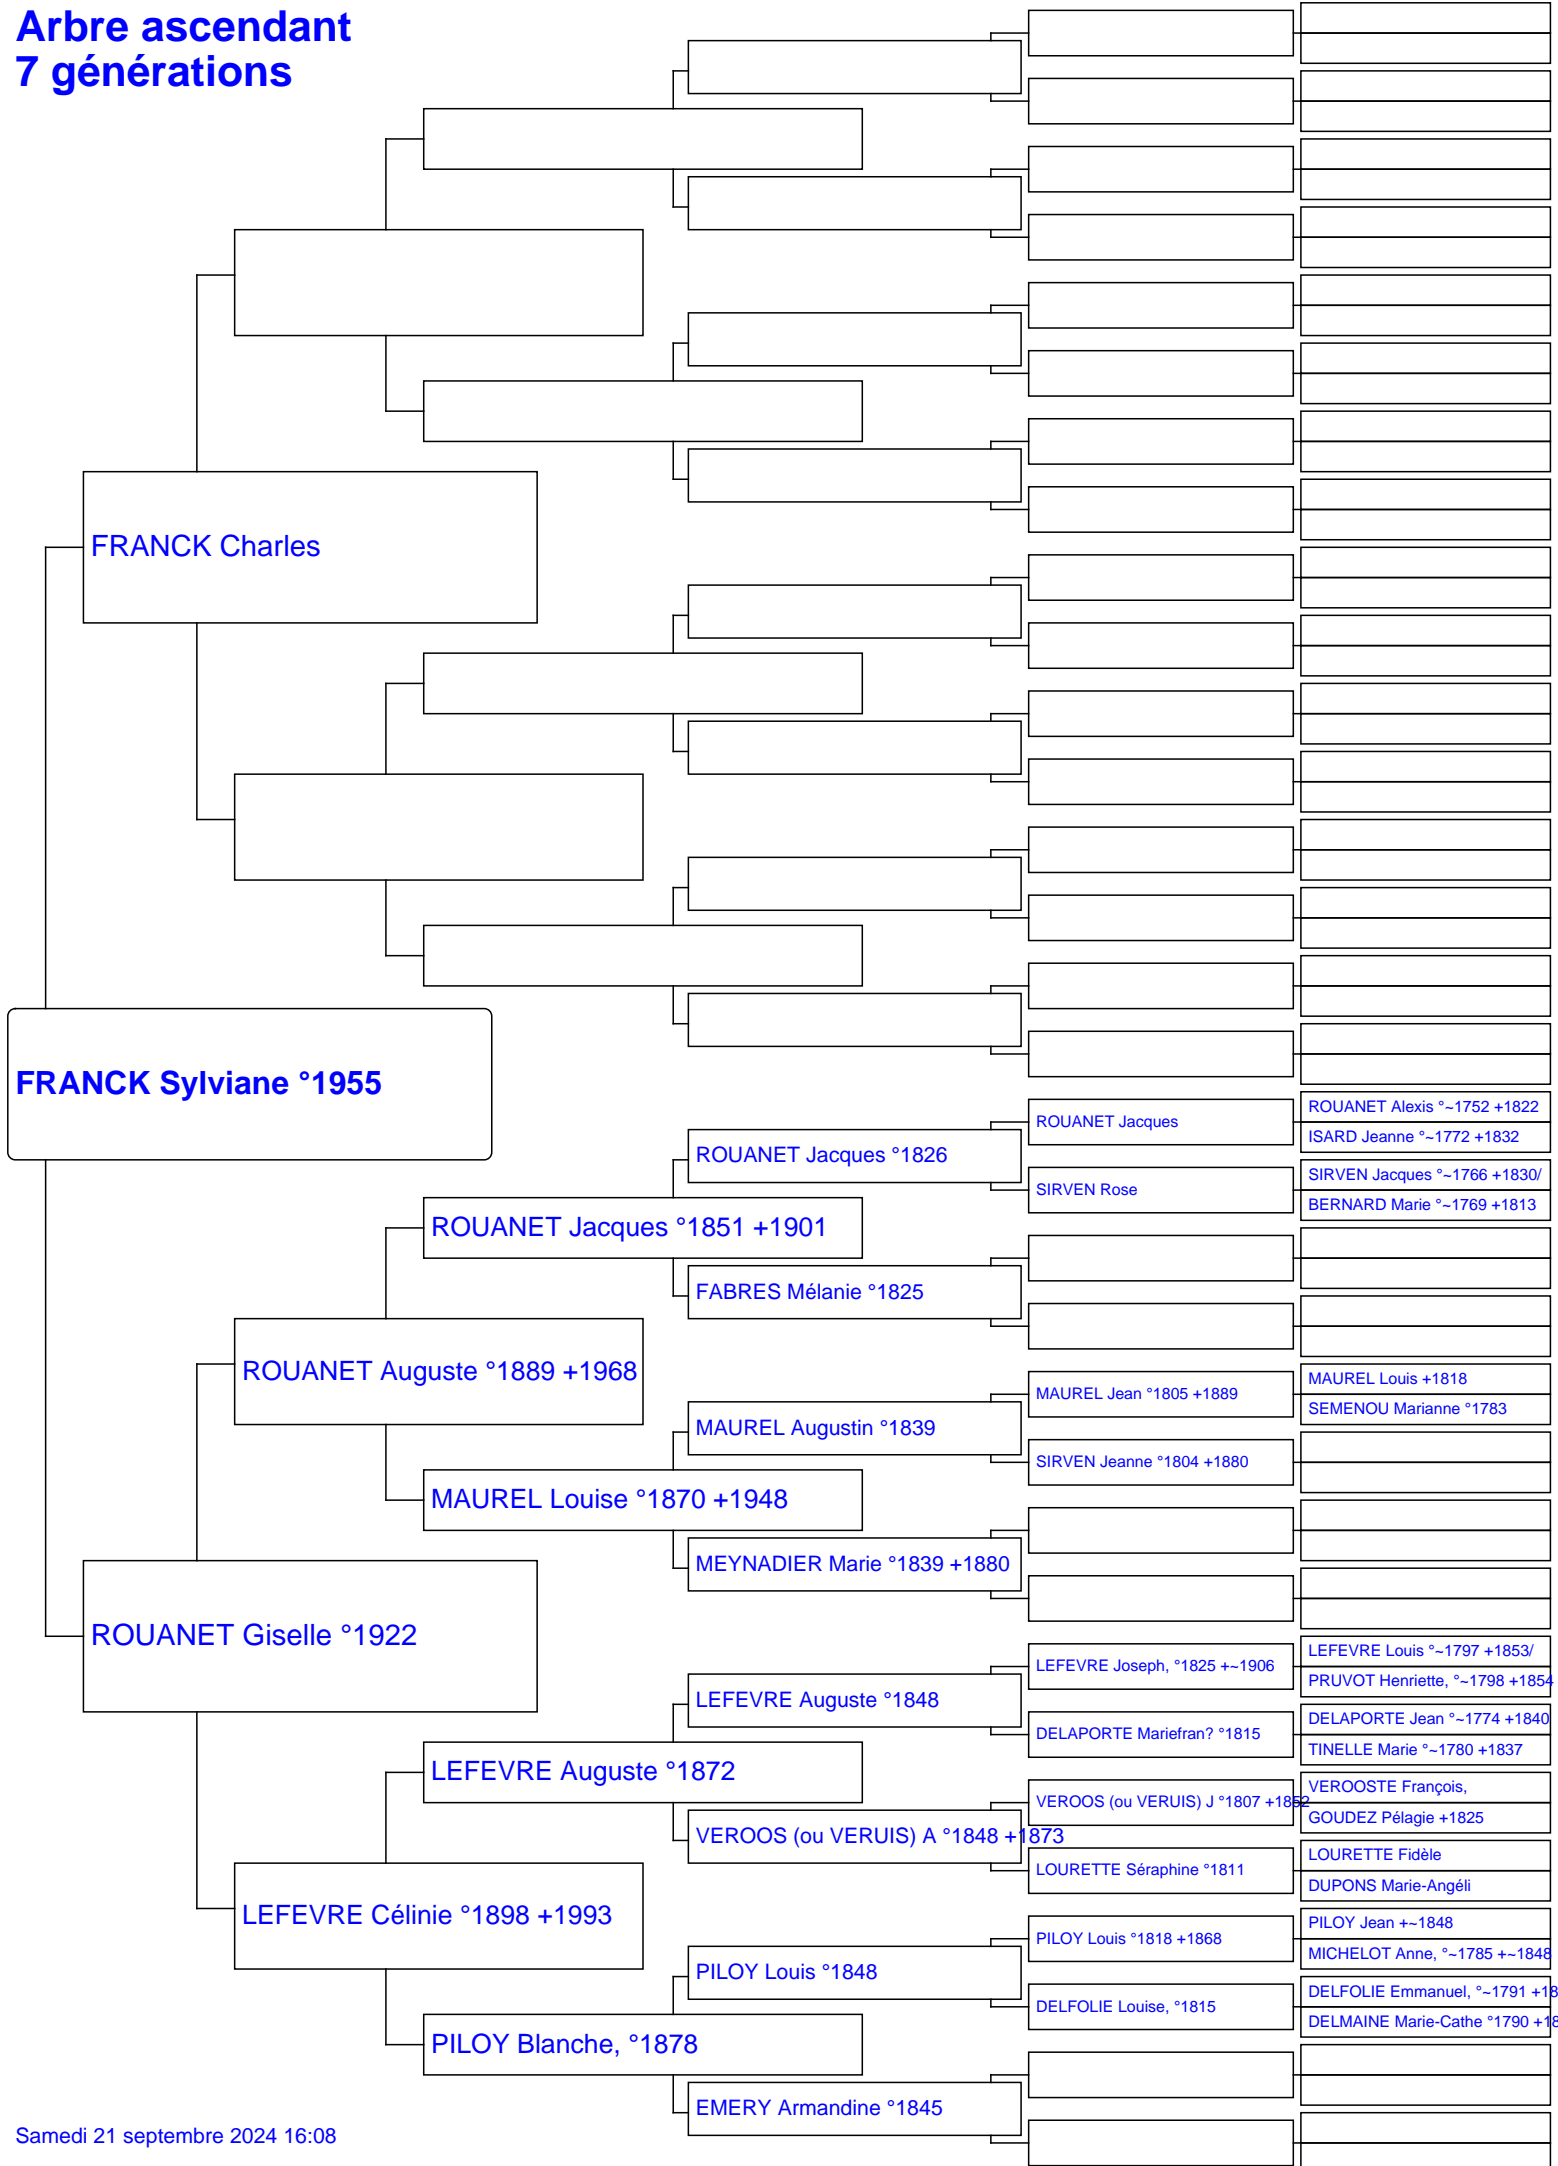 Arbre ascendant
7 générations
FRANCK Charles
FRANCK Sylviane °1955
ROUANET Alexis °~1752 +1822
ROUANET Jacques
ISARD Jeanne °~1772 +1832
ROUANET Jacques °1826
SIRVEN Jacques °~1766 +1830/
SIRVEN Rose
BERNARD Marie °~1769 +1813
ROUANET Jacques °1851 +1901
FABRES Mélanie °1825
ROUANET Auguste °1889 +1968
MAUREL Louis +1818
MAUREL Jean °1805 +1889
SEMENOU Marianne °1783
MAUREL Augustin °1839
SIRVEN Jeanne °1804 +1880
MAUREL Louise °1870 +1948
MEYNADIER Marie °1839 +1880
ROUANET Giselle °1922
LEFEVRE Louis °~1797 +1853/
LEFEVRE Joseph, °1825 +~1906
PRUVOT Henriette, °~1798 +1854
LEFEVRE Auguste °1848
DELAPORTE Jean °~1774 +1840
DELAPORTE Mariefran? °1815
TINELLE Marie °~1780 +1837
LEFEVRE Auguste °1872
VEROOSTE François,
VEROOS (ou VERUIS) J °1807 +1852
GOUDEZ Pélagie +1825
VEROOS (ou VERUIS) A °1848 +1873
LOURETTE Fidèle
LOURETTE Séraphine °1811
DUPONS Marie-Angéli
LEFEVRE Célinie °1898 +1993
PILOY Jean +~1848
PILOY Louis °1818 +1868
MICHELOT Anne, °~1785 +~1848
PILOY Louis °1848
DELFOLIE Emmanuel, °~1791 +18
DELFOLIE Louise, °1815
DELMAINE Marie-Cathe °1790 +18
PILOY Blanche, °1878
EMERY Armandine °1845
Samedi 21 septembre 2024 16:08